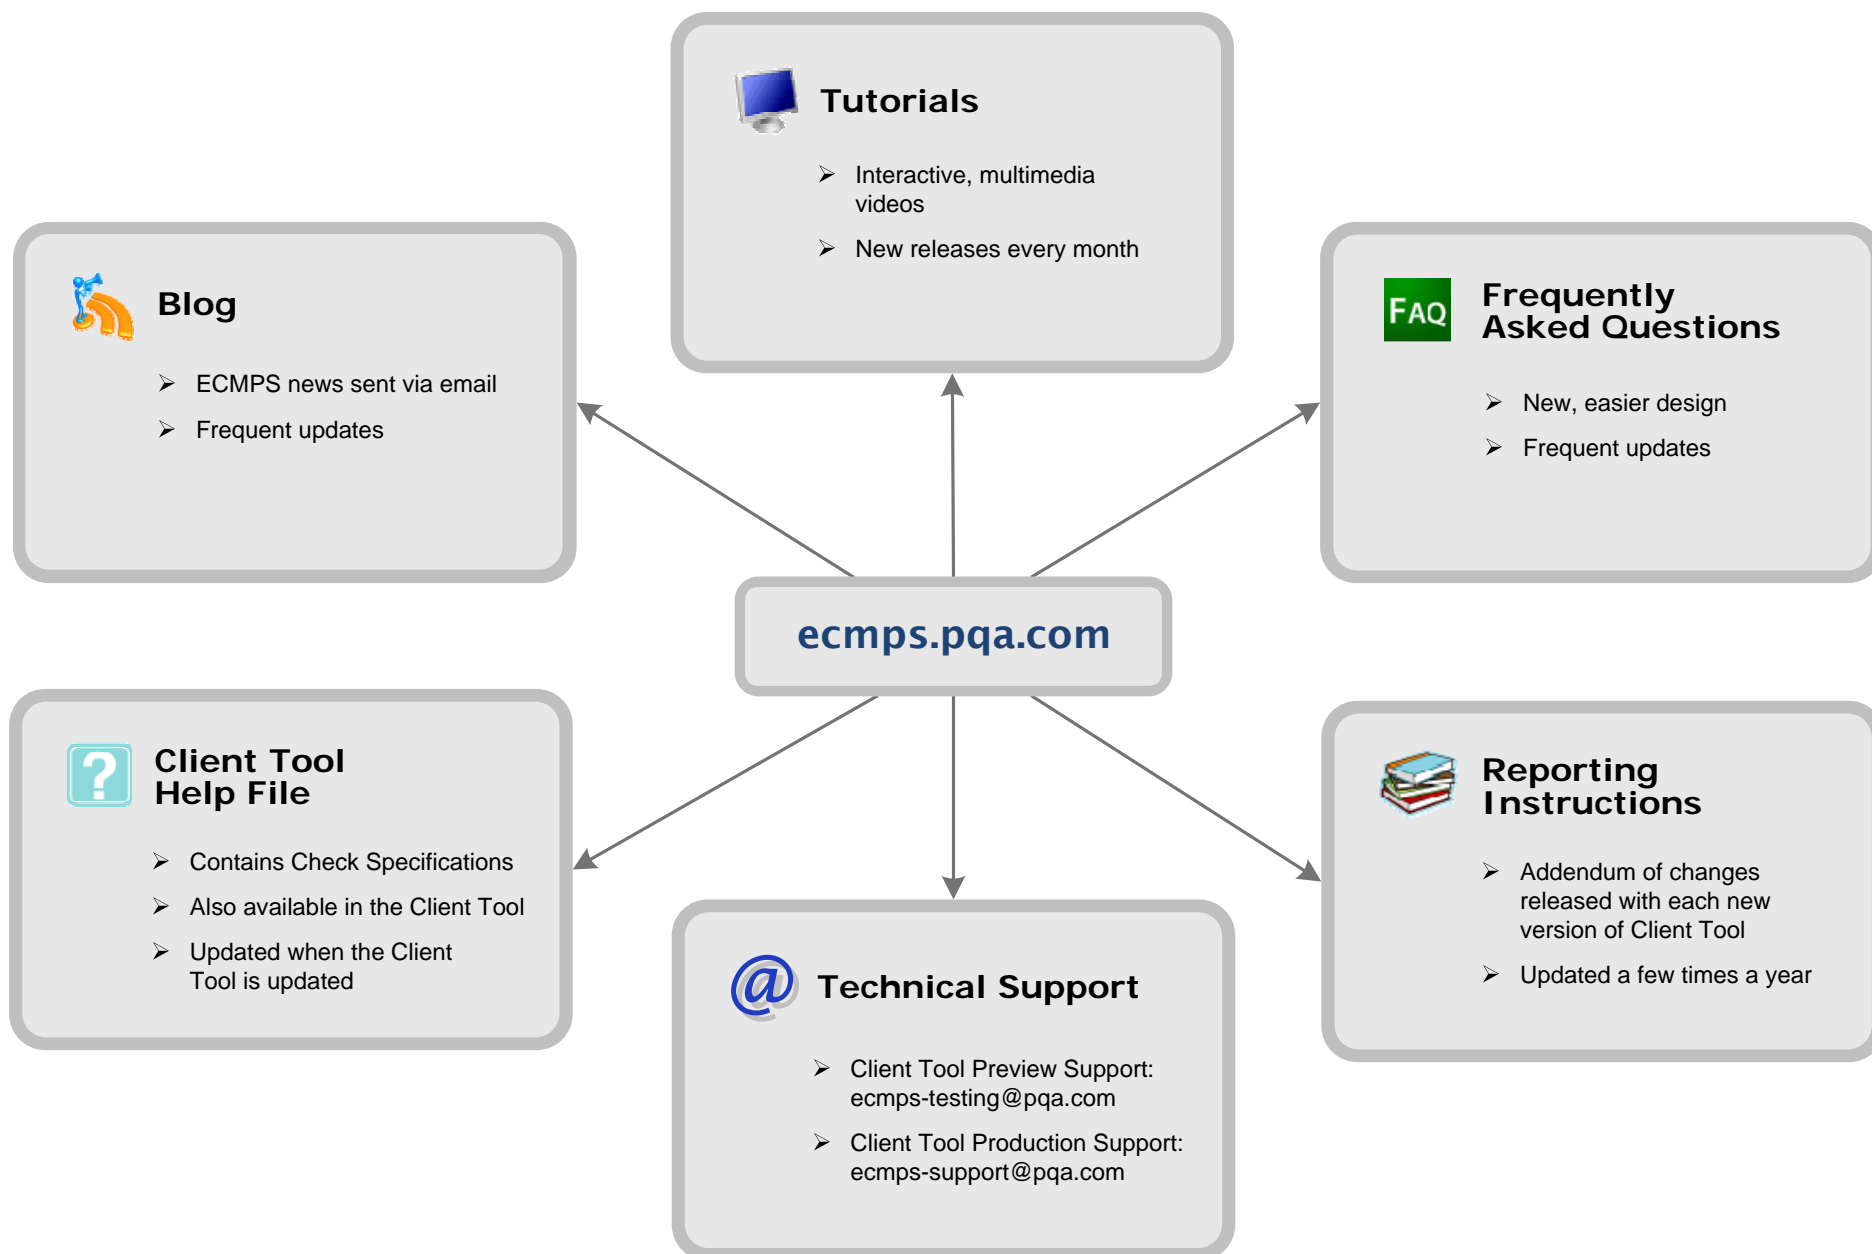 Tutorials
➢ Interactive, multimedia
videos
➢ New releases every month
Blog
➢ ECMPS news sent via email
➢ Frequent updates
FAQ
Frequently
Asked Questions
➢ New, easier design
➢ Frequent updates
ecmps.pqa.com
?
Client Tool
Help File
➢ Contains Check Specifications
➢ Also available in the Client Tool
➢ Updated when the Client
Tool is updated
@
Technical Support
➢ Client Tool Preview Support:
ecmps-testing@pqa.com
➢ Client Tool Production Support:
ecmps-support@pqa.com
Reporting
Instructions
➢ Addendum of changes
released with each new
version of Client Tool
➢ Updated a few times a year